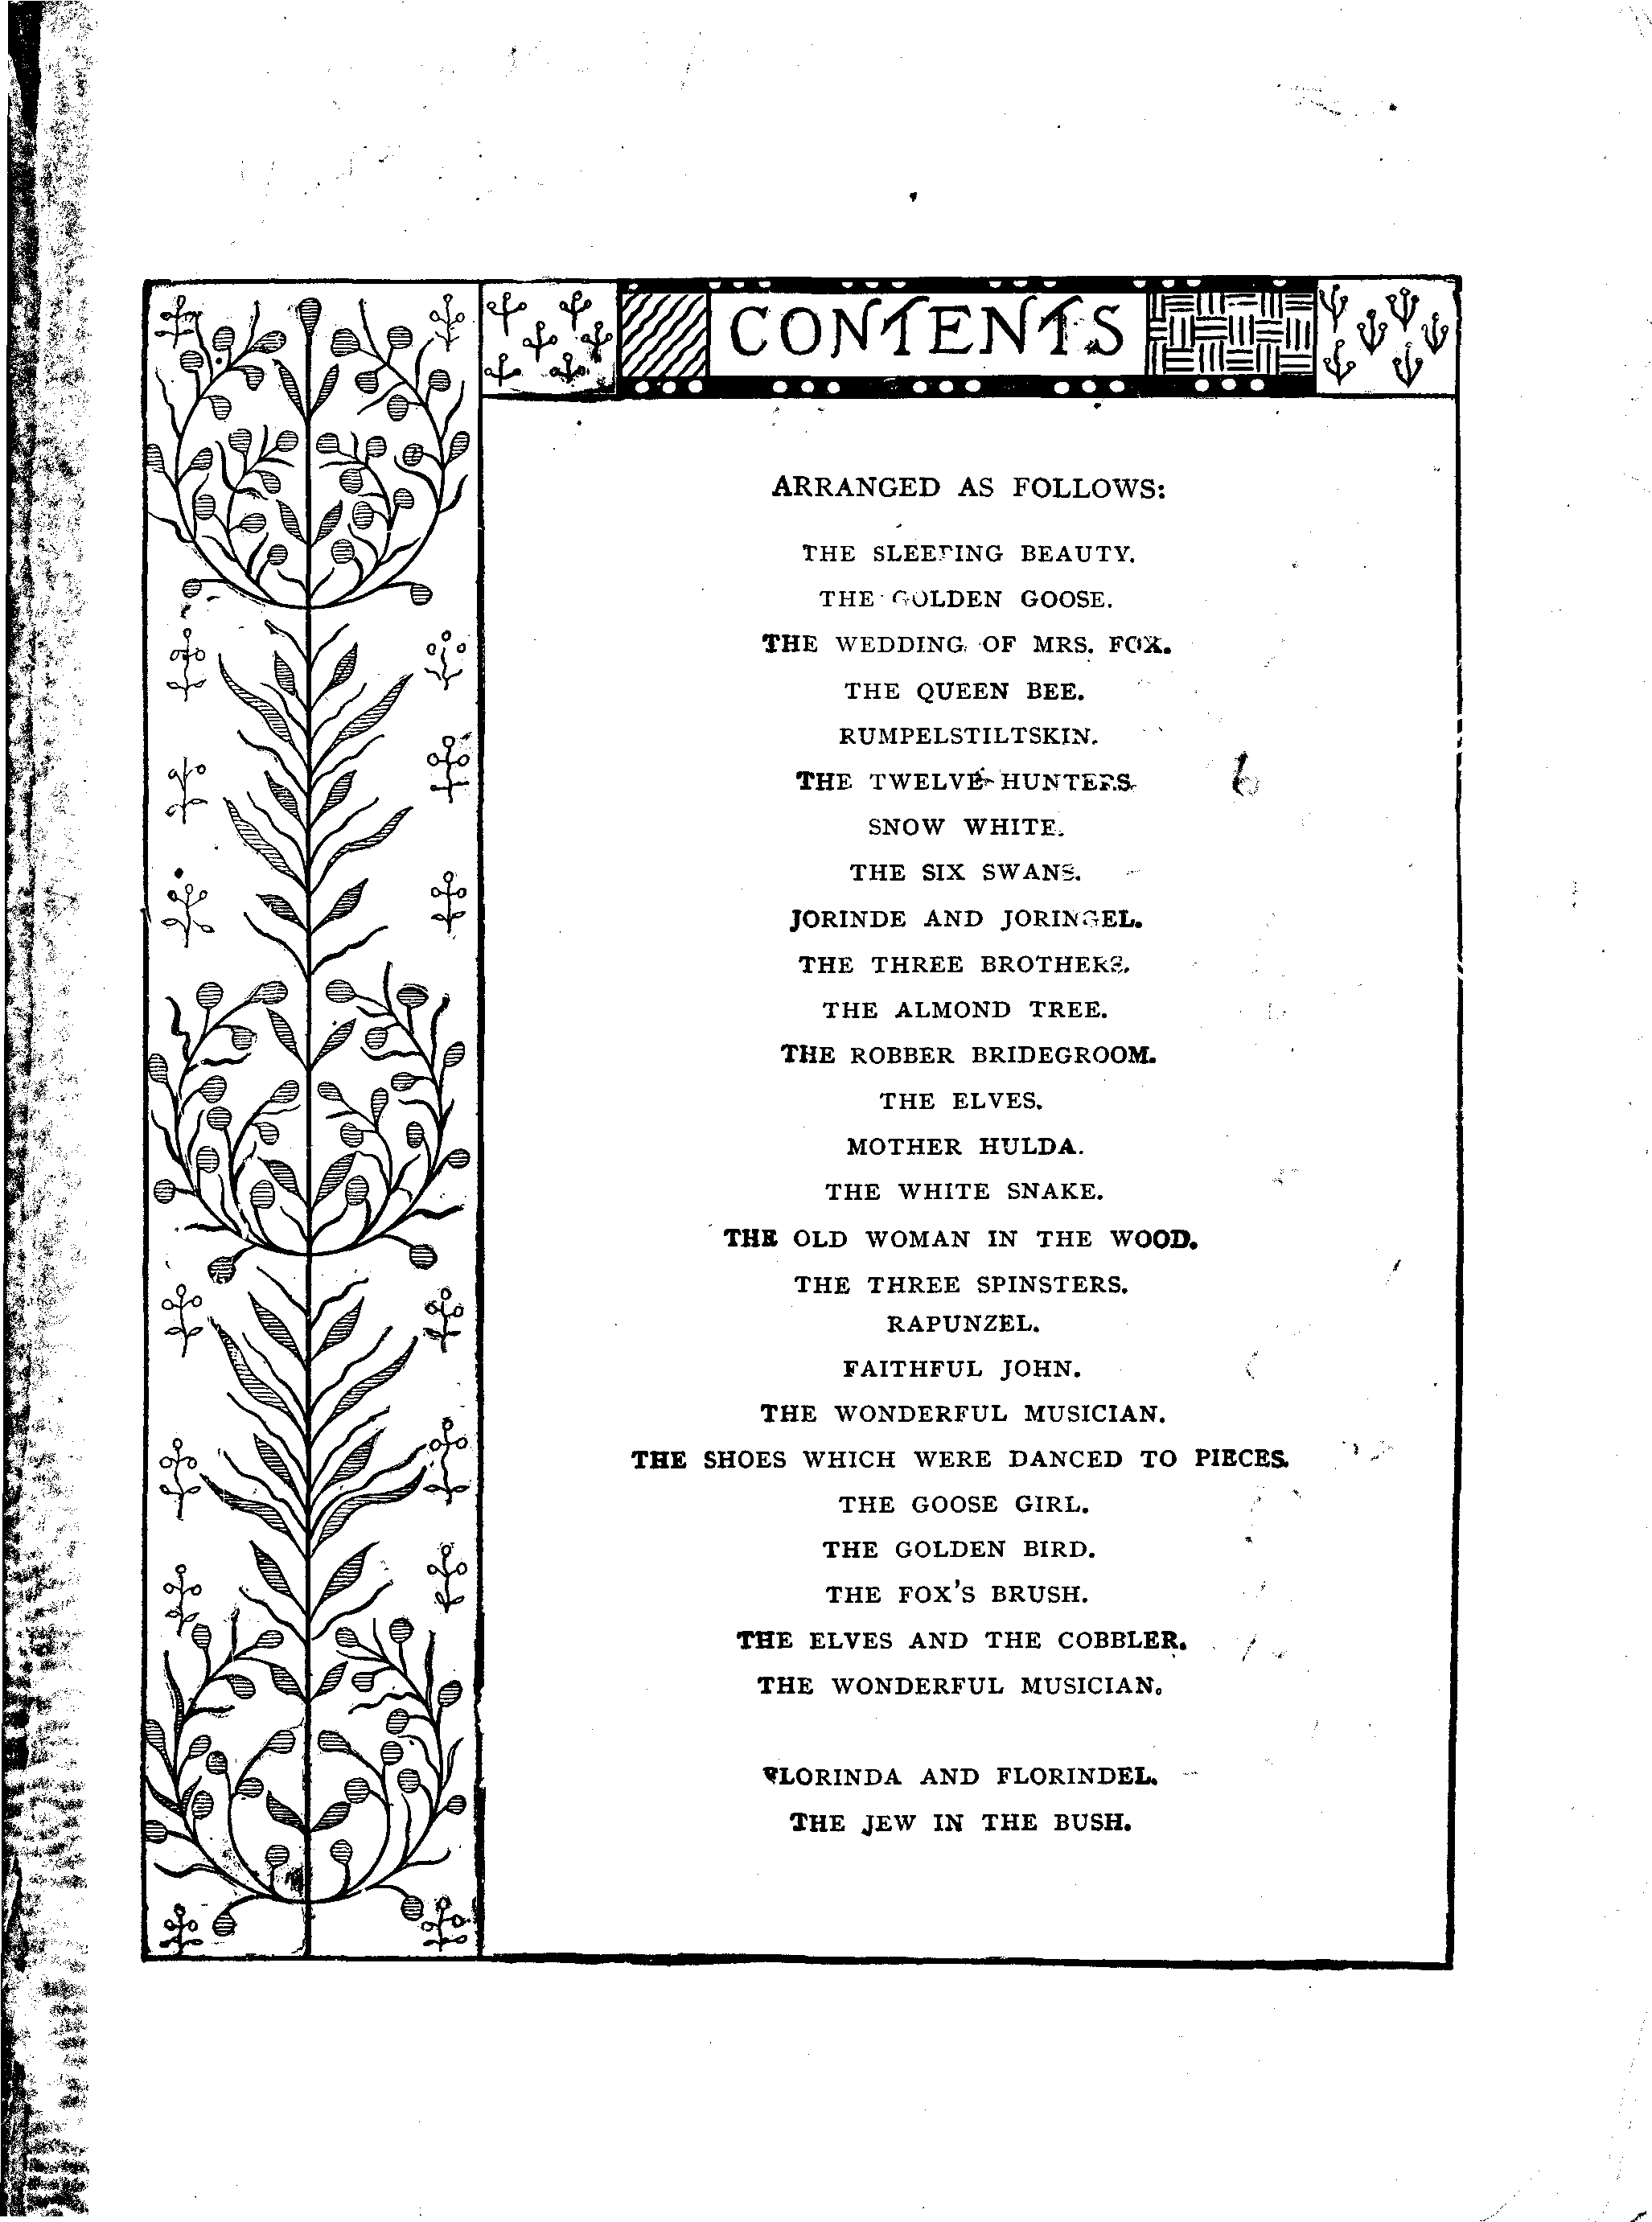 CONTENTS
ARRANGED AS FOLLOWS:
THE SLEEPING BEAUTY.
THE GOLDEN GOOSE.
THE WEDDING OF MRS. FOX.
THE QUEEN BEE.
RUMPELSTILTSKIN.
THE TWELVE HUNTERS. 6
SNOW WHITE.
THE SIX SWANS.
JORINDE AND JORINGEL.
THE THREE BROTHERS.
THE ALMOND TREE.
THE ROBBER BRIDEGROOM.
THE ELVES.
MOTHER HULDA.
THE WHITE SNAKE.
THE OLD WOMAN IN THE WOOD.
THE THREE SPINSTERS.
RAPUNZEL.
FAITHFUL JOHN.
THE WONDERFUL MUSICIAN.
THE SHOES WHICH WERE DANCED TO PIECES.
THE GOOSE GIRL.
THE GOLDEN BIRD.
THE FOX'S BRUSH.
THE ELVES AND THE COBBLER.
THE WONDERFUL MUSICIAN.
FLORINDA AND FLORINDEL.
THE JEW IN THE BUSH.